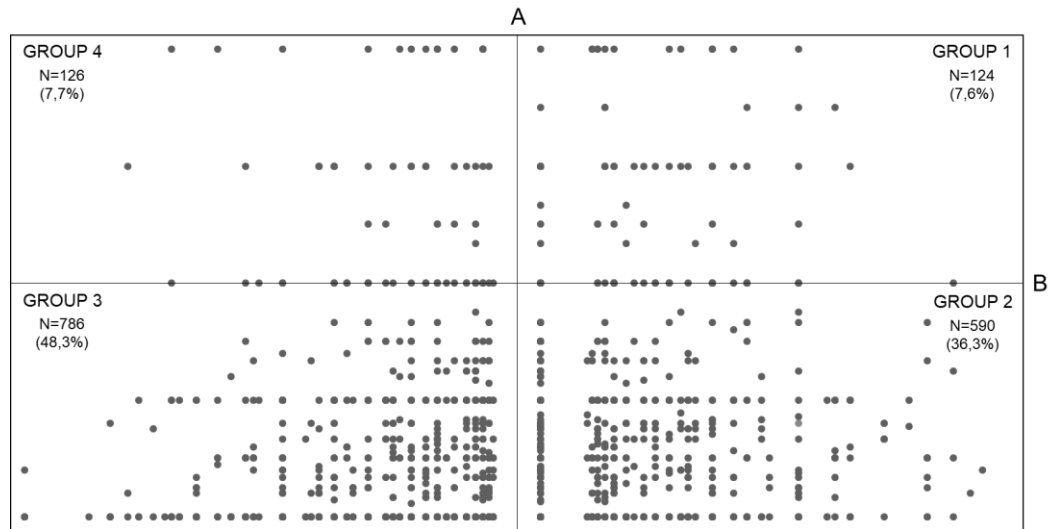 A
GROUP 4
N=126
(7,7%)
GROUP 1
N=124
(7,6%)
B
GROUP 3
N=786
(48,3%)
GROUP 2
N=590
(36,3%)